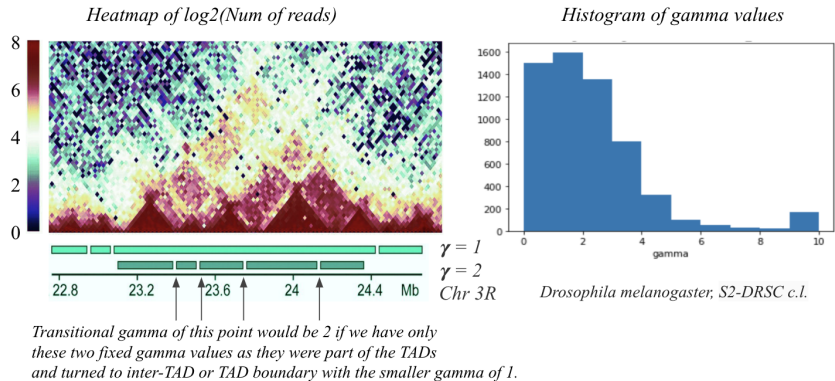 Heatmap of log2(Num of reads)
Histogram of gamma values
8
6
4
2
0
γ = 1
γ = 2
22.8 23.2 23.6 24 24.4 Mb
Chr 3R
Transitional gamma of this point would be 2 if we have only
these two fixed gamma values as they were part of the TADs
and turned to inter-TAD or TAD boundary with the smaller gamma of 1.
1600
1400
1200
1000
800
600
400
200
0
0 2 4 6 8 10
gamma
Drosophila melanogaster, S2-DRSC c.l.